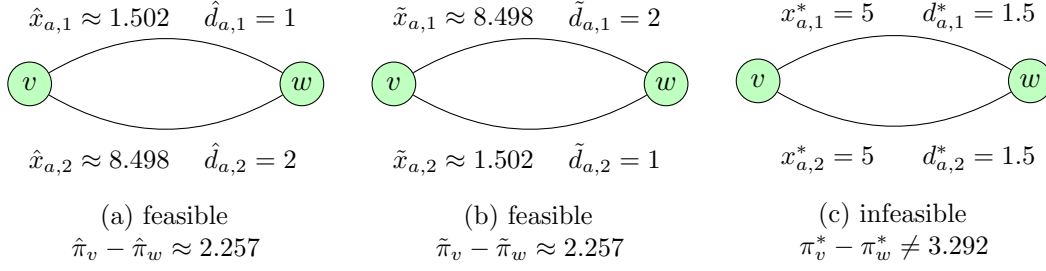 x̂_{a,1} ≈ 1.502 d̂_{a,1} = 1
v w
x̂_{a,2} ≈ 8.498 d̂_{a,2} = 2
(a) feasible
π̂_v − π̂_w ≈ 2.257
x̃_{a,1} ≈ 8.498 d̃_{a,1} = 2
v w
x̃_{a,2} ≈ 1.502 d̃_{a,2} = 1
(b) feasible
π̃_v − π̃_w ≈ 2.257
x*_{a,1} = 5 d*_{a,1} = 1.5
v w
x*_{a,2} = 5 d*_{a,2} = 1.5
(c) infeasible
π*_v − π*_w ≠ 3.292